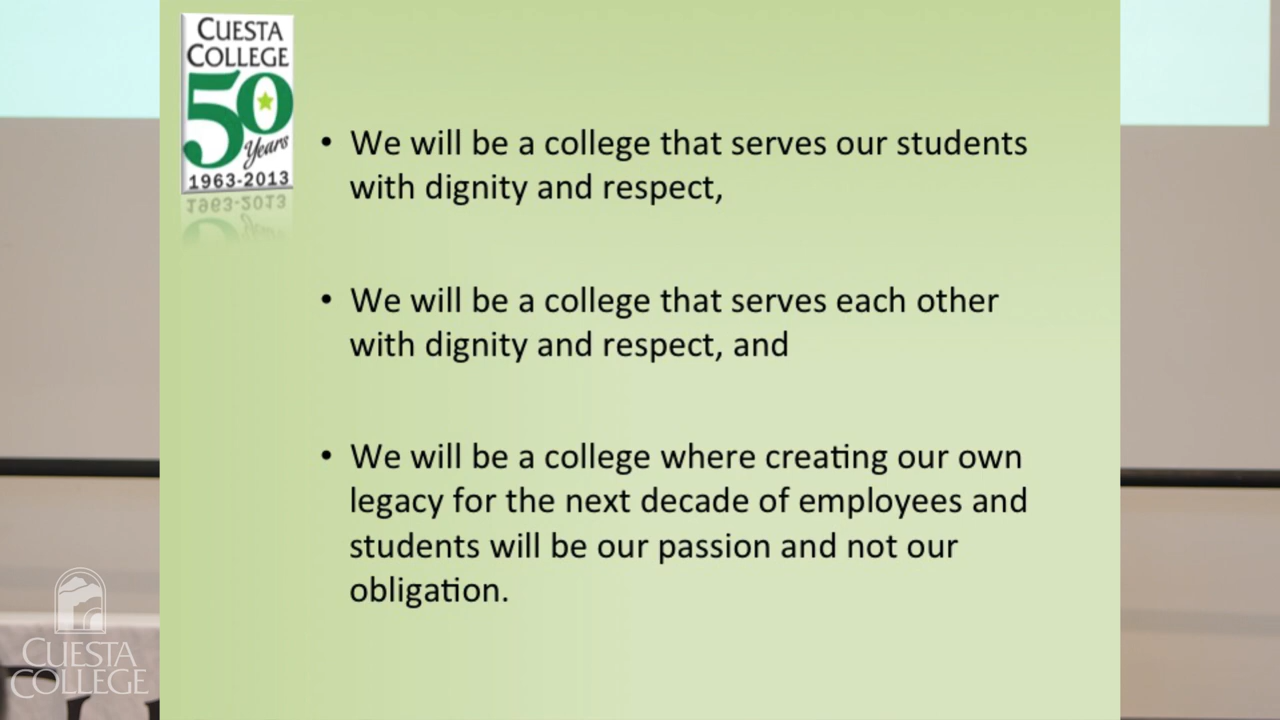 CUESTA
COLLEGE
50
Years
1963-2013
1963-2013
• We will be a college that serves our students
with dignity and respect,
• We will be a college that serves each other
with dignity and respect, and
• We will be a college where creating our own
legacy for the next decade of employees and
students will be our passion and not our
obligation.
CUESTA
COLLEGE